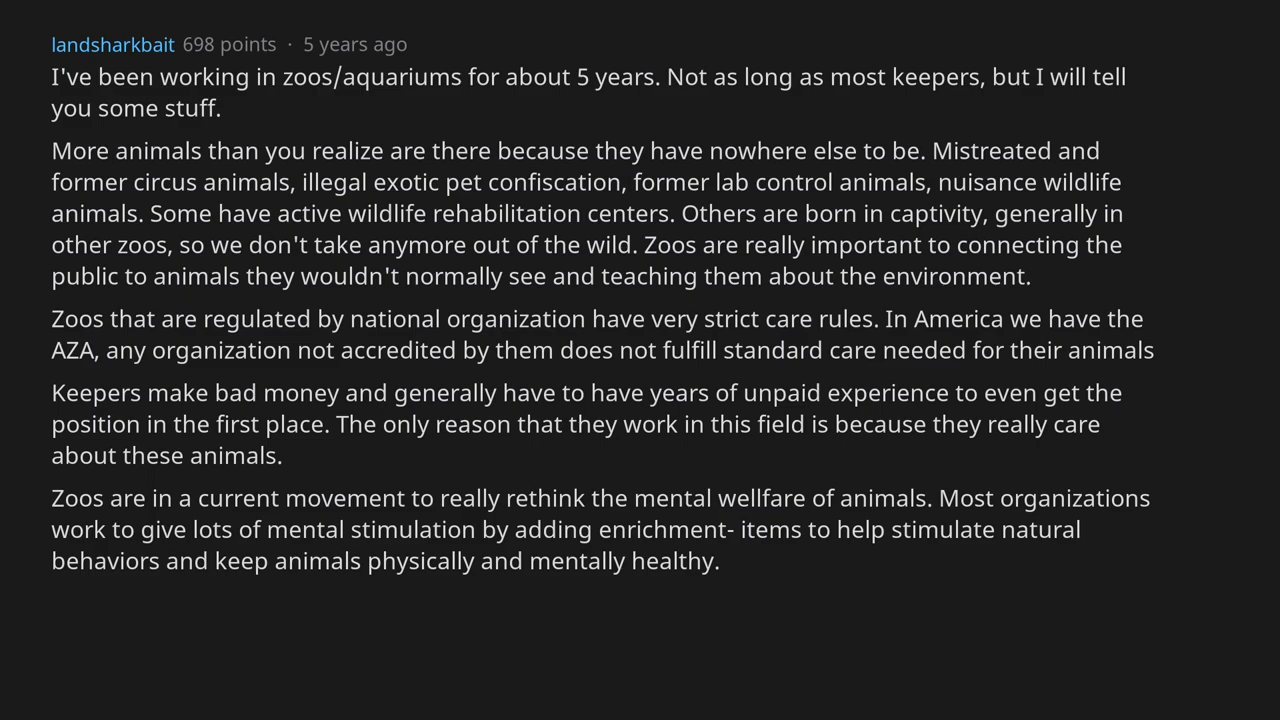 landsharkbait 698 points · 5 years ago
I've been working in zoos/aquariums for about 5 years. Not as long as most keepers, but I will tell
you some stuff.
More animals than you realize are there because they have nowhere else to be. Mistreated and
former circus animals, illegal exotic pet confiscation, former lab control animals, nuisance wildlife
animals. Some have active wildlife rehabilitation centers. Others are born in captivity, generally in
other zoos, so we don't take anymore out of the wild. Zoos are really important to connecting the
public to animals they wouldn't normally see and teaching them about the environment.
Zoos that are regulated by national organization have very strict care rules. In America we have the
AZA, any organization not accredited by them does not fulfill standard care needed for their animals
Keepers make bad money and generally have to have years of unpaid experience to even get the
position in the first place. The only reason that they work in this field is because they really care
about these animals.
Zoos are in a current movement to really rethink the mental wellfare of animals. Most organizations
work to give lots of mental stimulation by adding enrichment- items to help stimulate natural
behaviors and keep animals physically and mentally healthy.